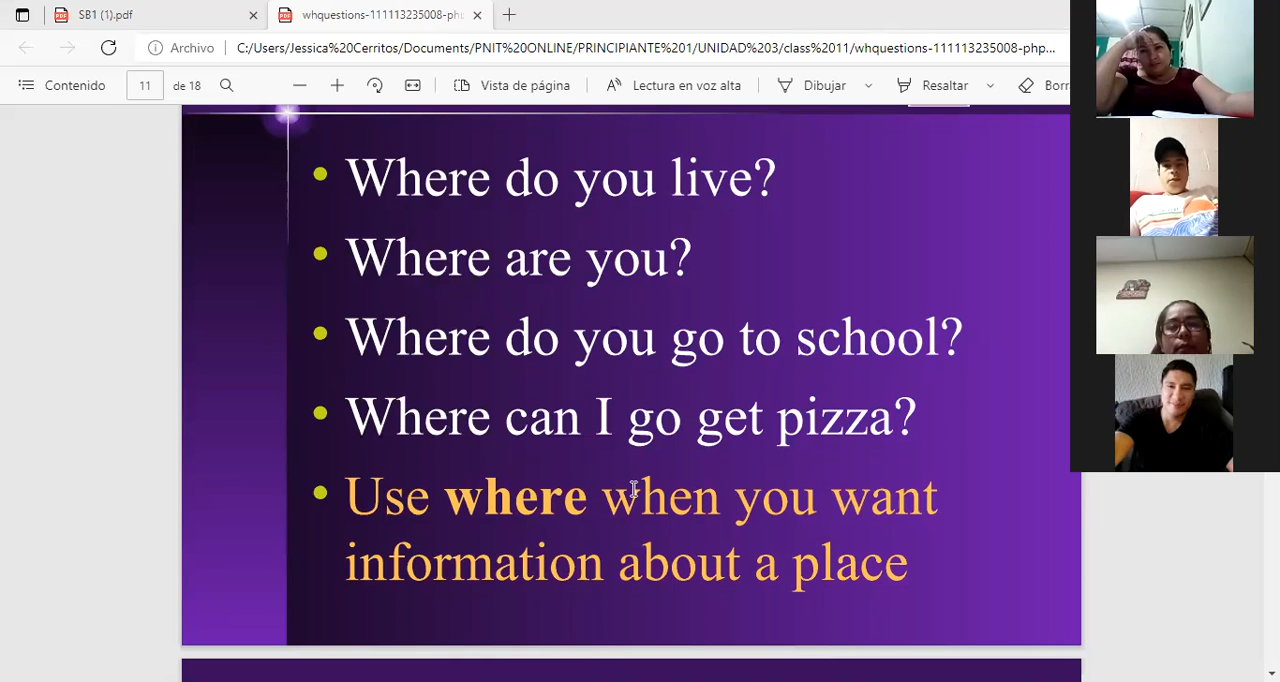 SB1 (1).pdf
whquestions-111113235008-php
Archivo
C:/Users/Jessica%20Cerritos/Documents/PNIT%20ONLINE/PRINCIPIANTE%201/UNIDAD%203/class%2011/whquestions-111113235008-php...
Contenido 11 de 18 Vista de página Lectura en voz alta Dibujar Resaltar Borr
• Where do you live?
• Where are you?
• Where do you go to school?
• Where can I go get pizza?
• Use where when you want
information about a place